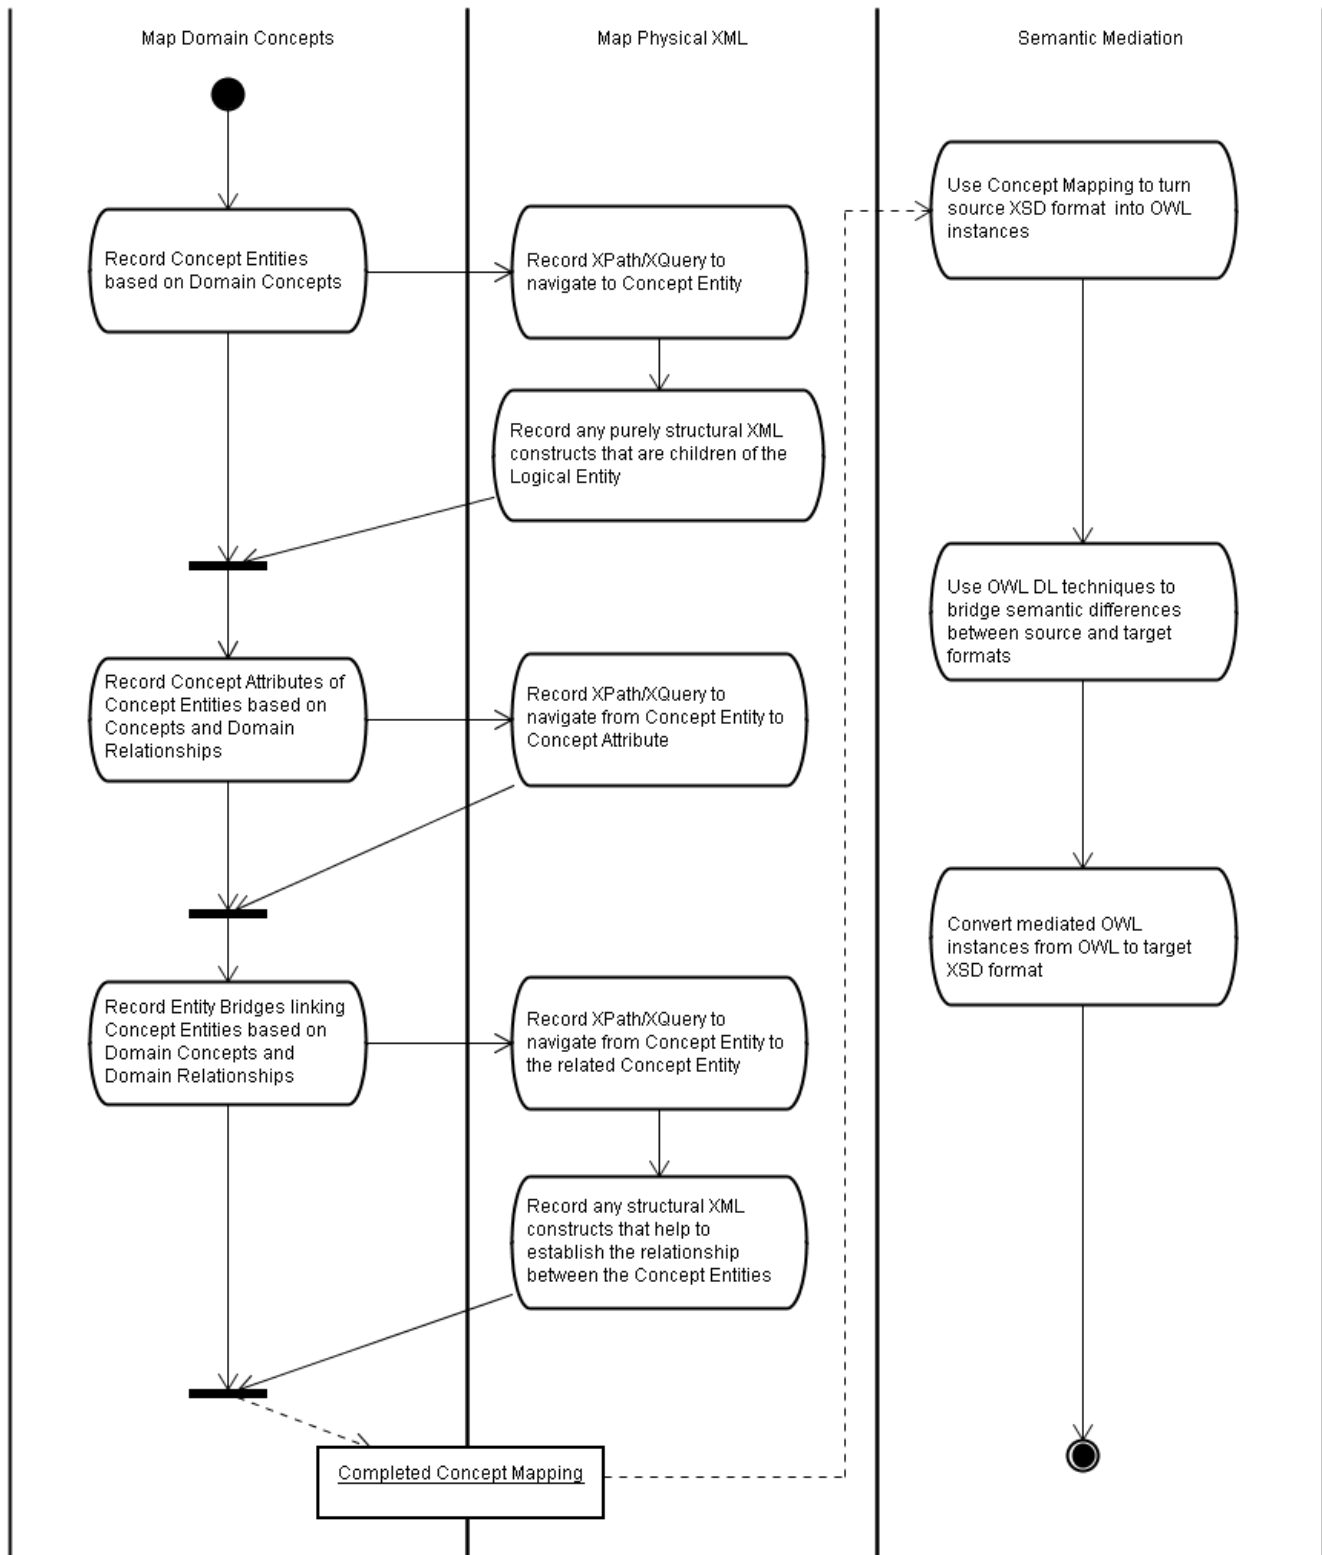 Map Domain Concepts
Map Physical XML
Semantic Mediation
Record Concept Entities
based on Domain Concepts
Record XPath/XQuery to
navigate to Concept Entity
Record any purely structural XML
constructs that are children of the
Logical Entity
Record Concept Attributes of
Concept Entities based on
Concepts and Domain
Relationships
Record XPath/XQuery to
navigate from Concept Entity to
Concept Attribute
Record Entity Bridges linking
Concept Entities based on
Domain Concepts and
Domain Relationships
Record XPath/XQuery to
navigate from Concept Entity to
the related Concept Entity
Record any structural XML
constructs that help to
establish the relationship
between the Concept Entities
Completed Concept Mapping
Use Concept Mapping to turn
source XSD format into OWL
instances
Use OWL DL techniques to
bridge semantic differences
between source and target
formats
Convert mediated OWL
instances from OWL to target
XSD format